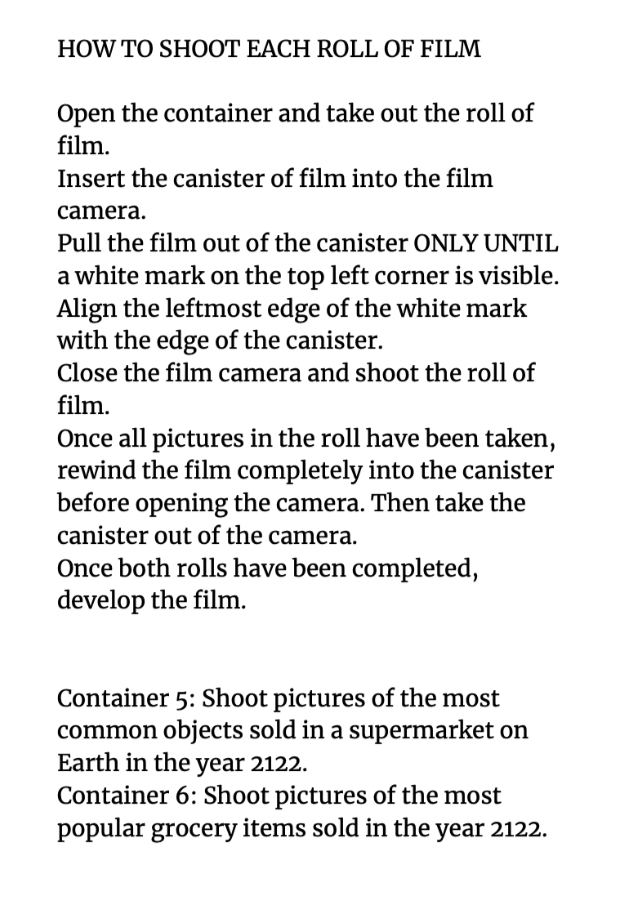 HOW TO SHOOT EACH ROLL OF FILM
Open the container and take out the roll of
film.
Insert the canister of film into the film
camera.
Pull the film out of the canister ONLY UNTIL
a white mark on the top left corner is visible.
Align the leftmost edge of the white mark
with the edge of the canister.
Close the film camera and shoot the roll of
film.
Once all pictures in the roll have been taken,
rewind the film completely into the canister
before opening the camera. Then take the
canister out of the camera.
Once both rolls have been completed,
develop the film.
Container 5: Shoot pictures of the most
common objects sold in a supermarket on
Earth in the year 2122.
Container 6: Shoot pictures of the most
popular grocery items sold in the year 2122.